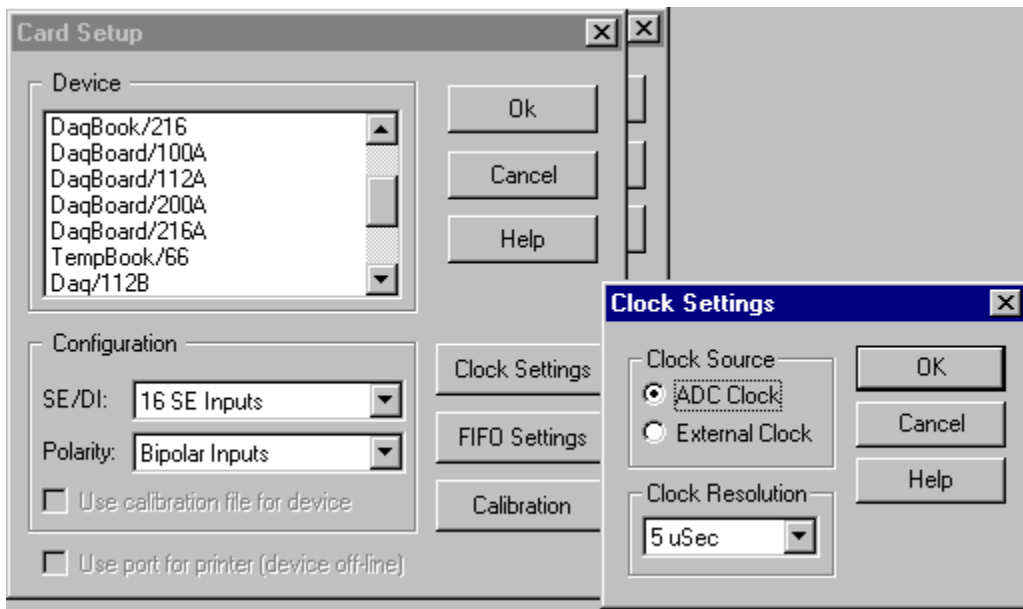 Card Setup
Device
DaqBook/216
DaqBoard/100A
DaqBoard/112A
DaqBoard/200A
DaqBoard/216A
TempBook/66
Daq/112B
Ok
Cancel
Help
Configuration
SE/DI: 16 SE Inputs
Polarity: Bipolar Inputs
Use calibration file for device
Use port for printer (device off-line)
Clock Settings
FIFO Settings
Calibration
Clock Settings
Clock Source
ADC Clock
External Clock
Clock Resolution
5 uSec
OK
Cancel
Help